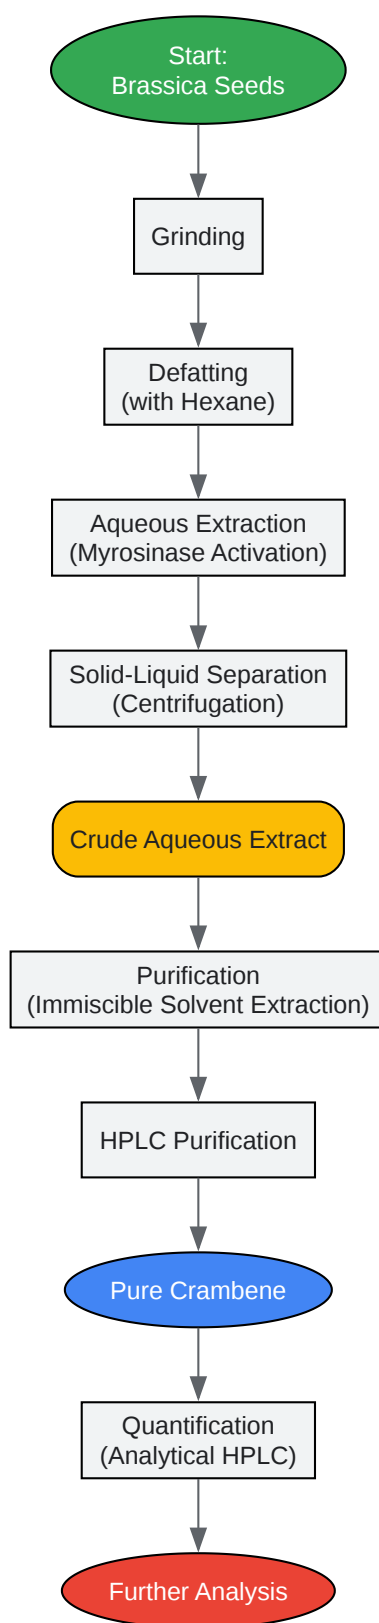 Start:
Brassica Seeds
Grinding
Defatting
(with Hexane)
Aqueous Extraction
(Myrosinase Activation)
Solid-Liquid Separation
(Centrifugation)
Crude Aqueous Extract
Purification
(Immiscible Solvent Extraction)
HPLC Purification
Pure Crambene
Quantification
(Analytical HPLC)
Further Analysis